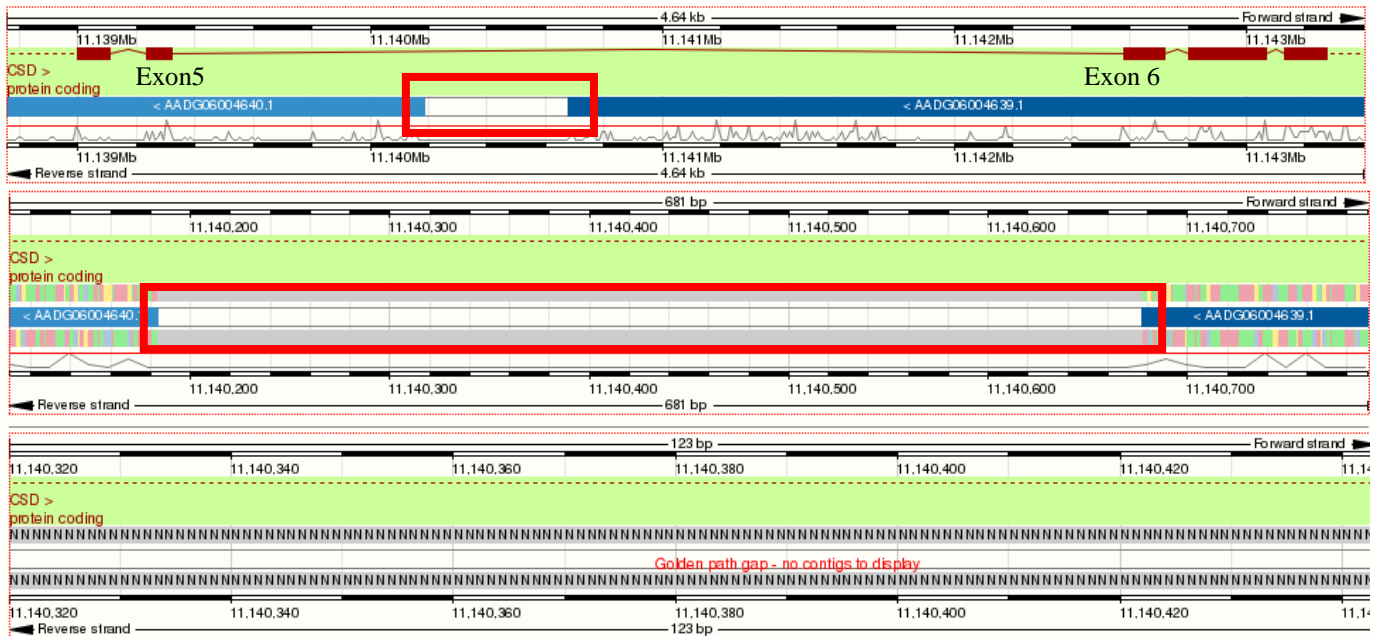 4.64 kb Forward strand
11.139Mb 11.140Mb 11.141Mb 11.142Mb 11.143Mb
Exon5 Exon 6
CSD >
protein coding
< AADG06004640.1 < AADG06004639.1
11.139Mb 11.140Mb 11.141Mb 11.142Mb 11.143Mb
Reverse strand 4.64 kb
681 bp Forward strand
11,140,200 11,140,300 11,140,400 11,140,500 11,140,600 11,140,700
CSD >
protein coding
< AADG06004640. < AADG06004639.1
11,140,200 11,140,300 11,140,400 11,140,500 11,140,600 11,140,700
Reverse strand 681 bp
123 bp Forward strand
11,140,320 11,140,340 11,140,360 11,140,380 11,140,400 11,140,420 11,1
CSD >
protein coding
Golden path gap - no contigs to display
11,140,320 11,140,340 11,140,360 11,140,380 11,140,400 11,140,420 11,1
Reverse strand 123 bp